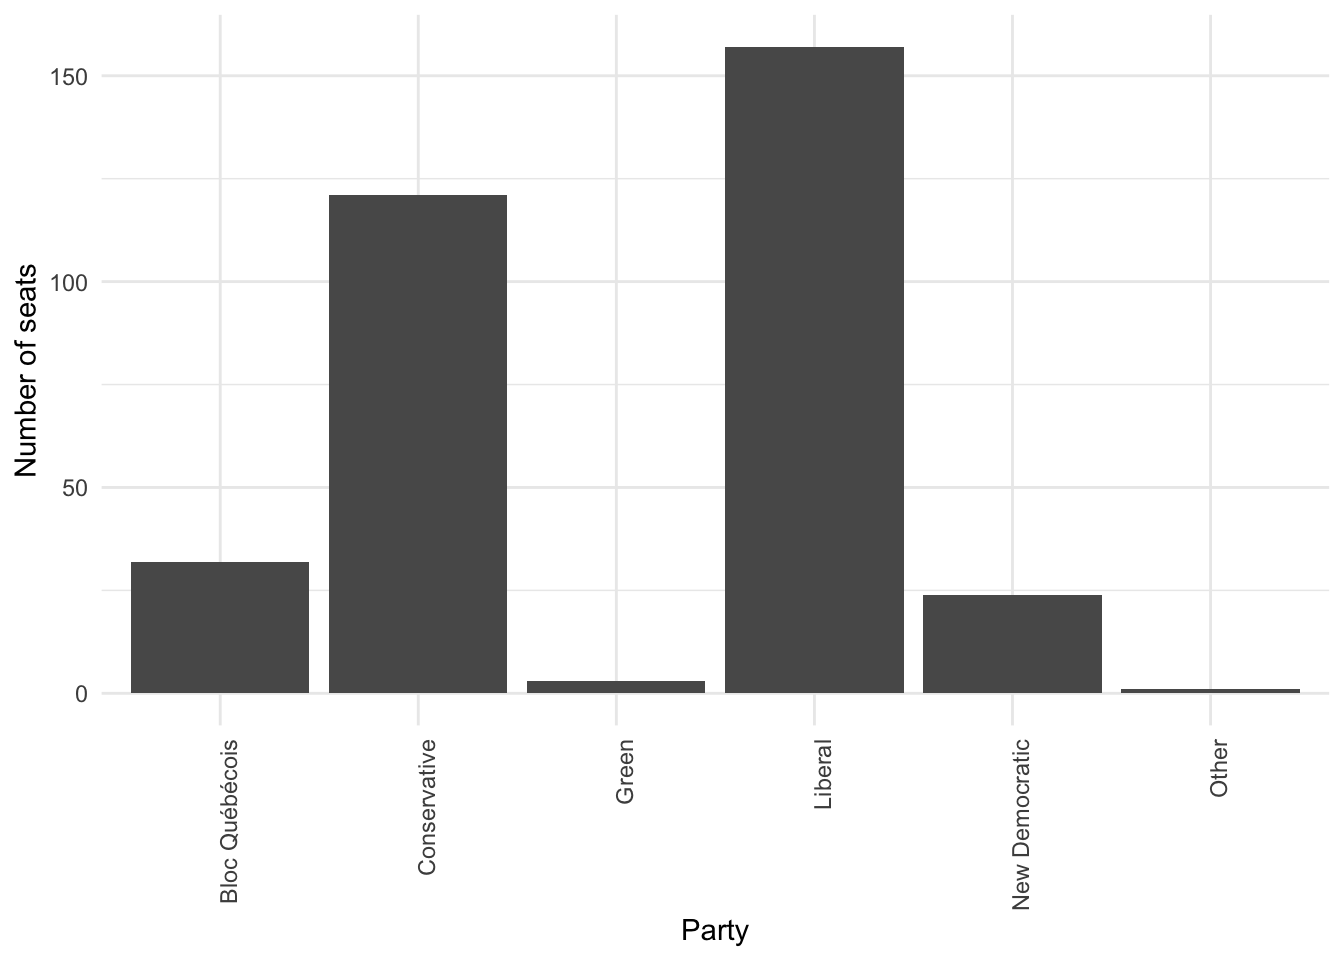 Number of seats
150
100
50
0
Bloc Québécois
Conservative
Green
Liberal
New Democratic
Other
Party